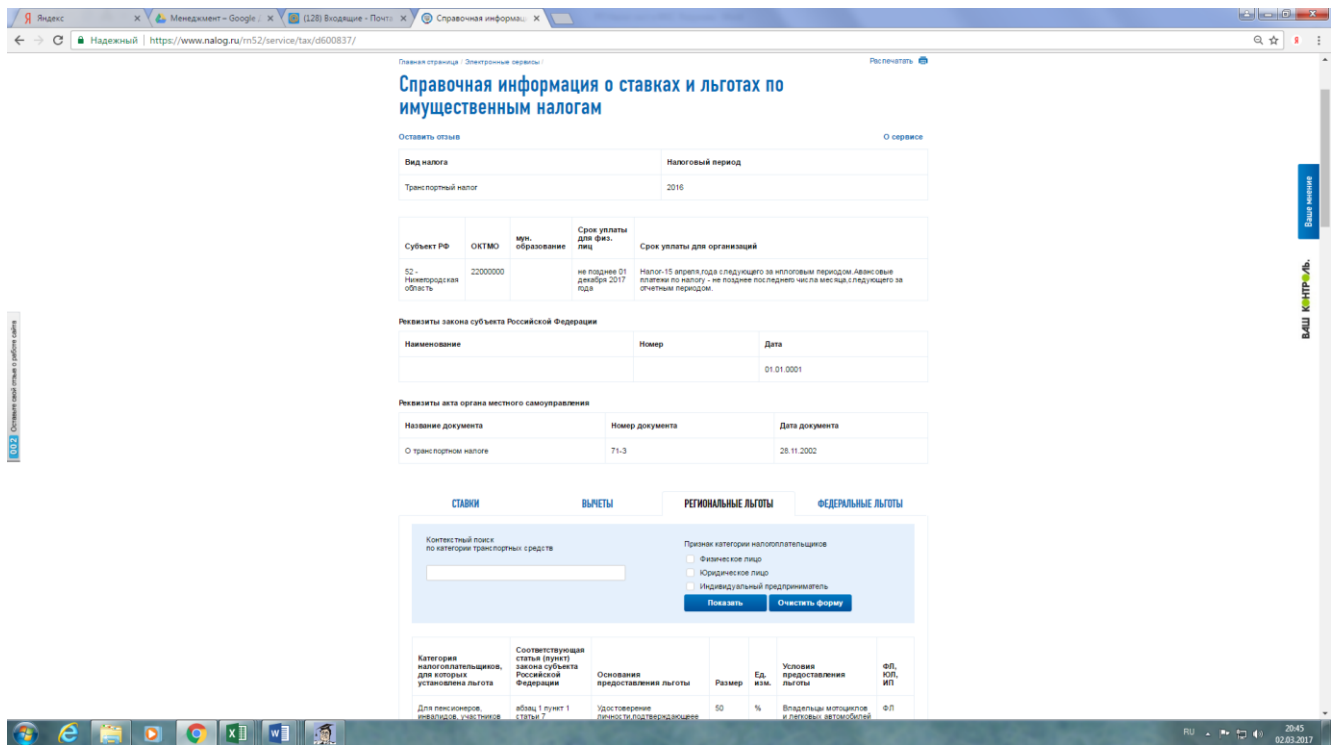 Яндекс
Менеджмент – Google
(128) Входящие - Почта
Справочная информаци
Надежный | https://www.nalog.ru/rn52/service/tax/d600837/
Главная страница / Электронные сервисы /
Распечатать
Справочная информация о ставках и льготах по
имущественным налогам
Оставить отзыв
О сервисе
Вид налога
Налоговый период
Транспортный налог
2016
Субъект РФ
ОКТМО
мун.
образование
Срок уплаты
для физ.
лиц
Срок уплаты для организаций
52 -
Нижегородская
область
22000000
не позднее 01
декабря 2017
года
Налог-15 апреля,года следующего за нплоговым периодом.Авансовые
платежи по налогу - не позднее последнего числа месяца,следующего за
отчетным периодом.
Реквизиты закона субъекта Российской Федерации
Наименование
Номер
Дата
01.01.0001
Реквизиты акта органа местного самоуправления
Название документа
Номер документа
Дата документа
О транспортном налоге
71-З
28.11.2002
СТАВКИ
ВЫЧЕТЫ
РЕГИОНАЛЬНЫЕ ЛЬГОТЫ
ФЕДЕРАЛЬНЫЕ ЛЬГОТЫ
Контекстный поиск
по категории транспортных средств
Признак категории налогоплательщиков
Физическое лицо
Юридическое лицо
Индивидуальный предприниматель
Показать
Очистить форму
Категория
налогоплательщиков,
для которых
установлена льгота
Соответствующая
статья (пункт)
закона субъекта
Российской
Федерации
Основания
предоставления льготы
Размер
Ед.
изм.
Условия
предоставления
льготы
ФЛ,
ЮЛ,
ИП
Для пенсионеров,
инвалидов, участников
абзац 1 пункт 1
статьи 7
Удостоверение
личности,подтверждающее
50
%
Владельцы мотоциклов
и легковых автомобилей
ФЛ
Ваше мнение
ВАШ КОНТРОЛЬ.
002 Оставьте свой отзыв о работе сайта
RU
20:45
02.03.2017